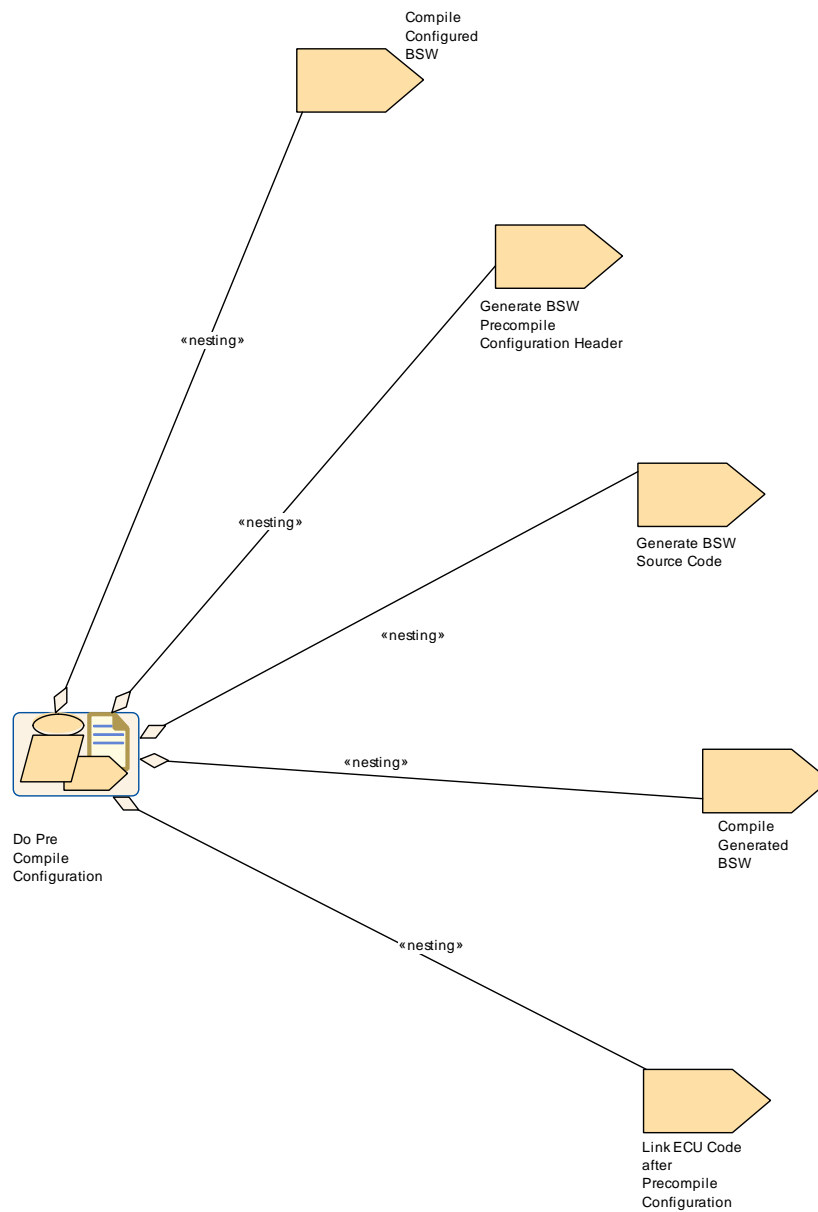 Compile
Configured
BSW
«nesting»
Generate BSW
Precompile
Configuration Header
«nesting»
Generate BSW
Source Code
«nesting»
«nesting»
Do Pre
Compile
Configuration
Compile
Generated
BSW
«nesting»
Link ECU Code
after
Precompile
Configuration